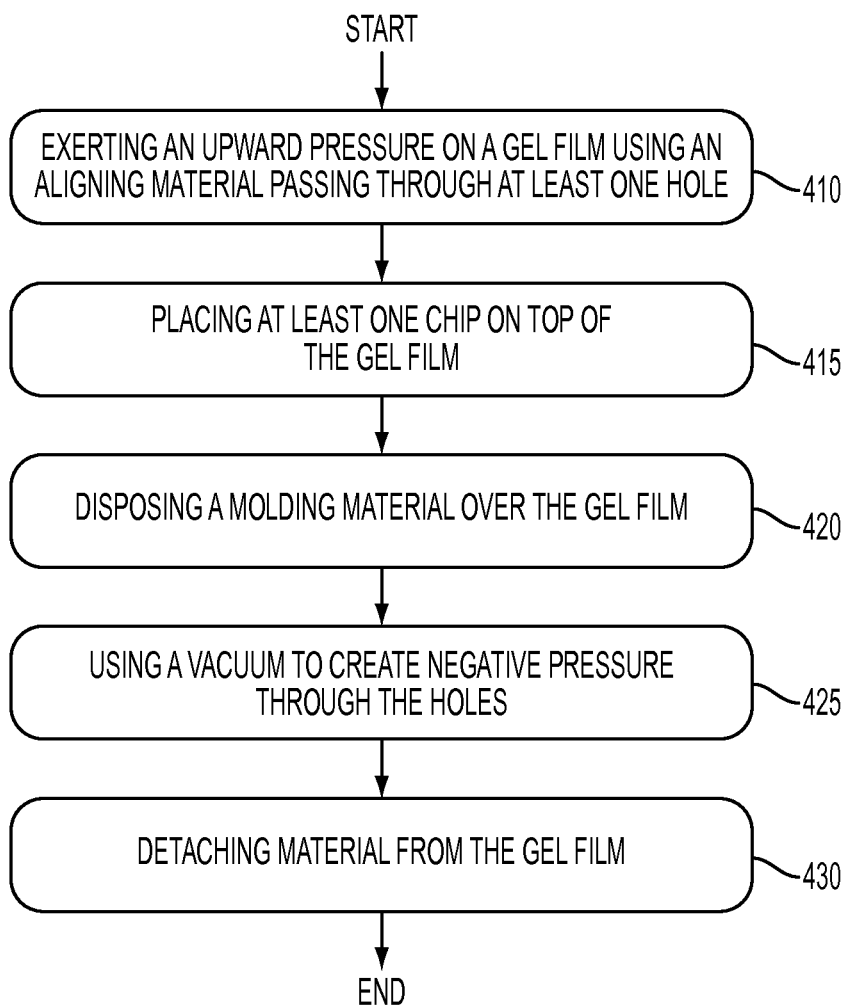 START
EXERTING AN UPWARD PRESSURE ON A GEL FILM USING AN
ALIGNING MATERIAL PASSING THROUGH AT LEAST ONE HOLE
410
PLACING AT LEAST ONE CHIP ON TOP OF
THE GEL FILM
415
DISPOSING A MOLDING MATERIAL OVER THE GEL FILM
420
USING A VACUUM TO CREATE NEGATIVE PRESSURE
THROUGH THE HOLES
425
DETACHING MATERIAL FROM THE GEL FILM
430
END